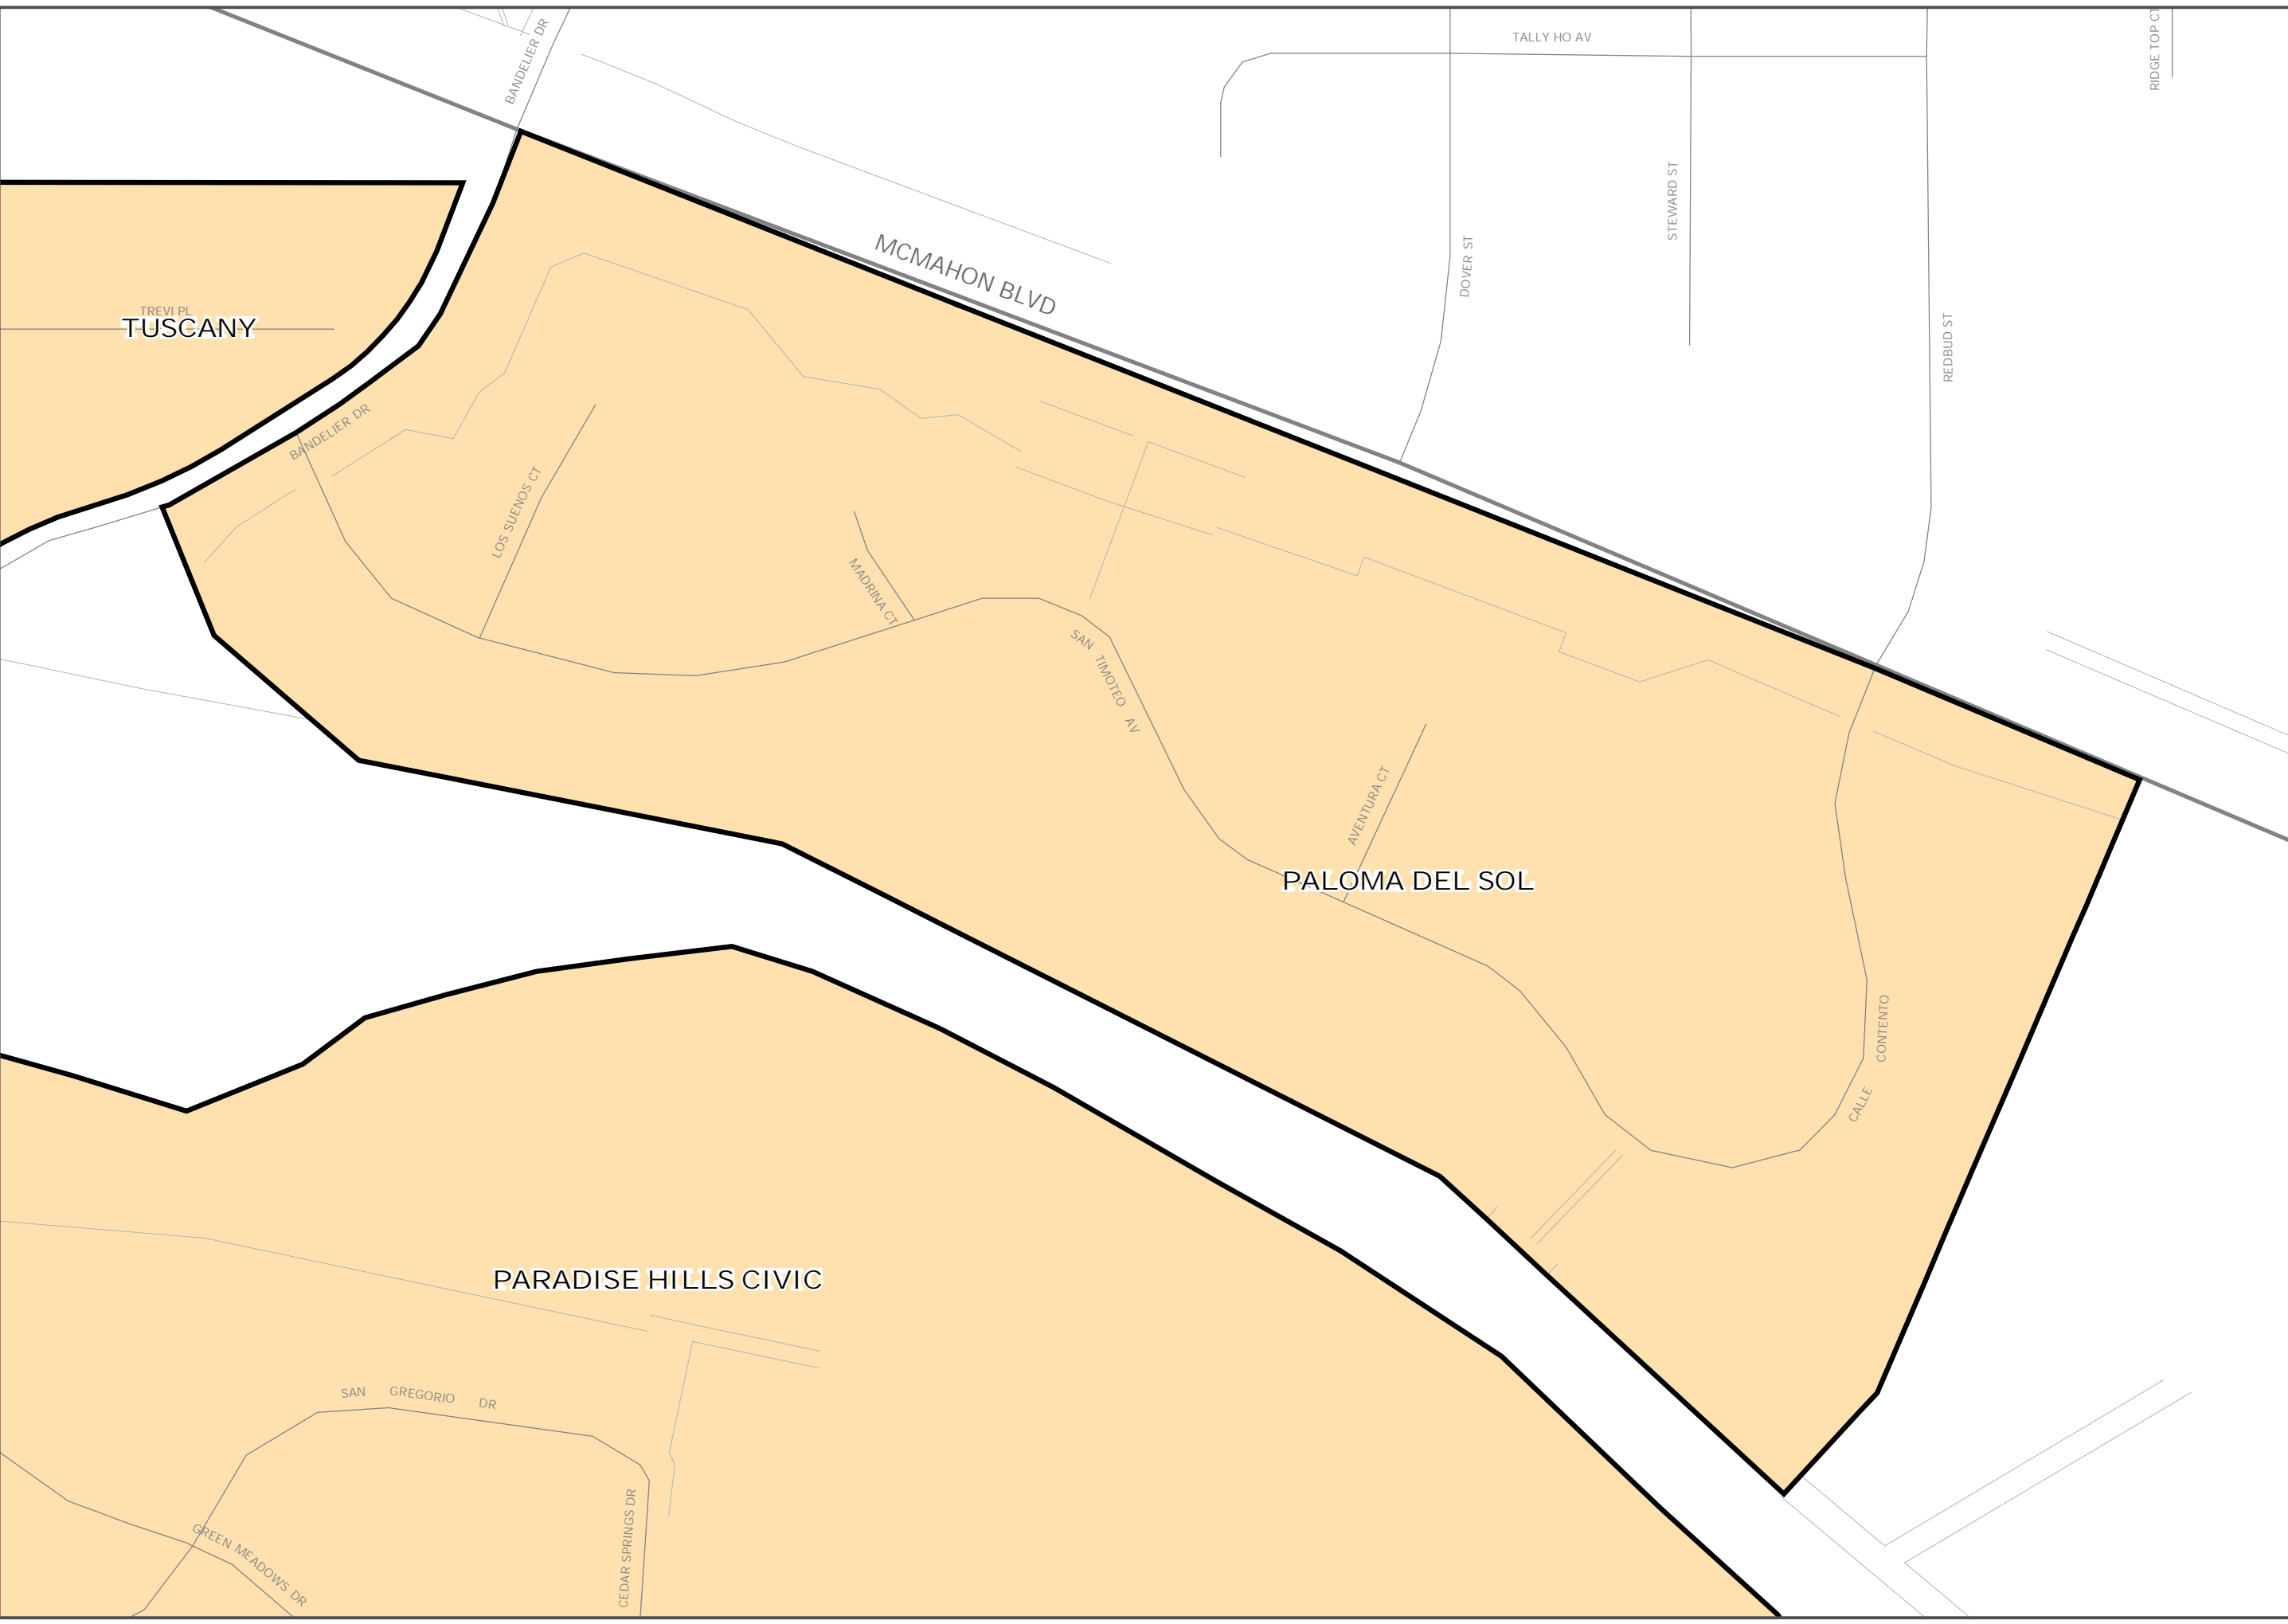 BANDELIER DR
TALLY HO AV
RIDGE TOP CT
STEWARD ST
DOVER ST
MCMAHON BLVD
REDBUD ST
TREVI PL
TUSCANY
BANDELIER DR
LOS SUENOS CT
MADRINA CT
SAN TIMOTEO AV
AVENTURA CT
PALOMA DEL SOL
CALLE CONTENTO
PARADISE HILLS CIVIC
SAN GREGORIO DR
GREEN MEADOWS DR
CEDAR SPRINGS DR